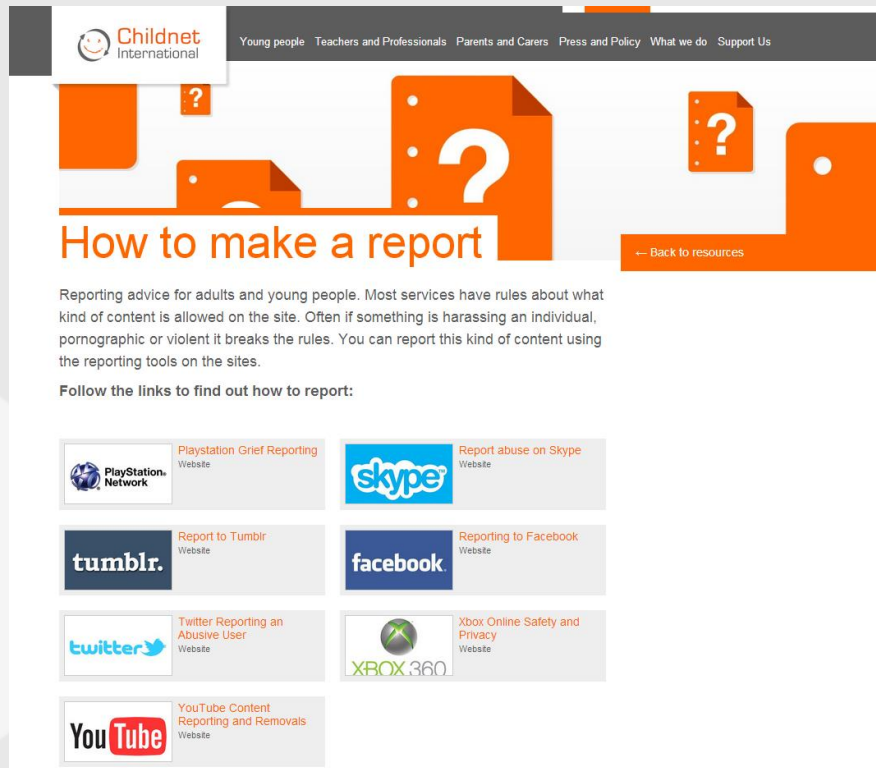 Childnet
International
Young people Teachers and Professionals Parents and Carers Press and Policy What we do Support Us
?
?
?
How to make a report
← Back to resources
Reporting advice for adults and young people. Most services have rules about what
kind of content is allowed on the site. Often if something is harassing an individual,
pornographic or violent it breaks the rules. You can report this kind of content using
the reporting tools on the sites.
Follow the links to find out how to report:
PlayStation®
Network
Playstation Grief Reporting
Website
skype™
Report abuse on Skype
Website
tumblr.
Report to Tumblr
Website
facebook.
Reporting to Facebook
Website
twitter
Twitter Reporting an
Abusive User
Website
XBOX 360
Xbox Online Safety and
Privacy
Website
YouTube
YouTube Content
Reporting and Removals
Website